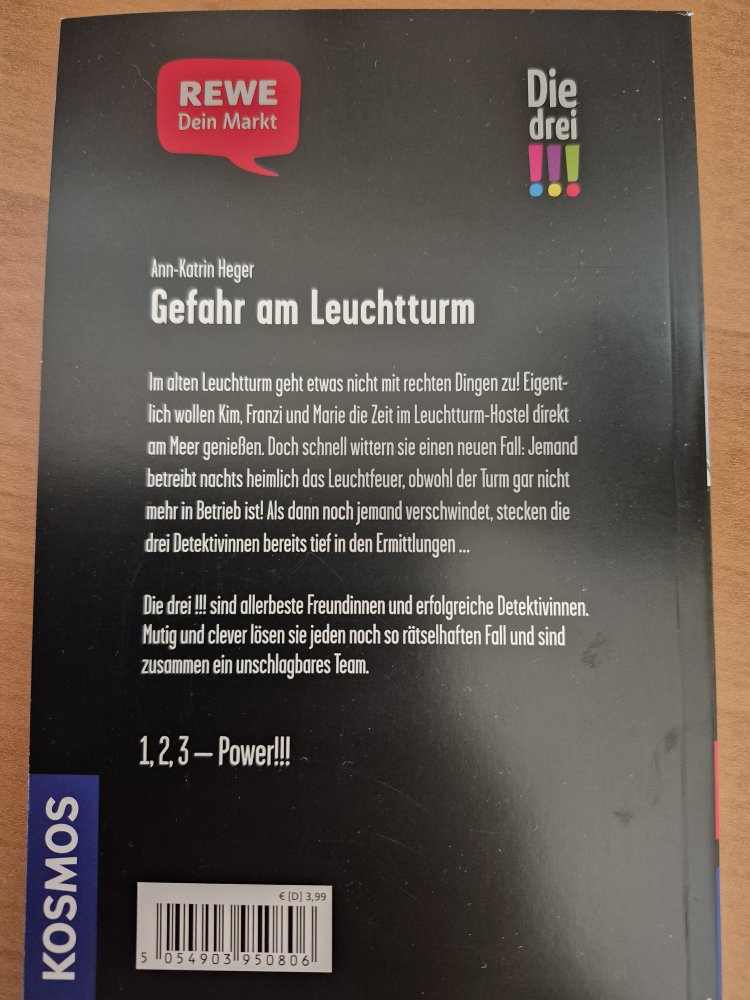 REWE
Dein Markt
Die
drei
!!!
Ann-Katrin Heger
Gefahr am Leuchtturm
Im alten Leuchtturm geht etwas nicht mit rechten Dingen zu! Eigent-
lich wollen Kim, Franzi und Marie die Zeit im Leuchtturm-Hostel direkt
am Meer genießen. Doch schnell wittern sie einen neuen Fall: Jemand
betreibt nachts heimlich das Leuchtfeuer, obwohl der Turm gar nicht
mehr in Betrieb ist! Als dann noch jemand verschwindet, stecken die
drei Detektivinnen bereits tief in den Ermittlungen ...
Die drei !!! sind allerbeste Freundinnen und erfolgreiche Detektivinnen.
Mutig und clever lösen sie jeden noch so rätselhaften Fall und sind
zusammen ein unschlagbares Team.
1, 2, 3 – Power!!!
KOSMOS
€ [D] 3,99
5 054903 950806